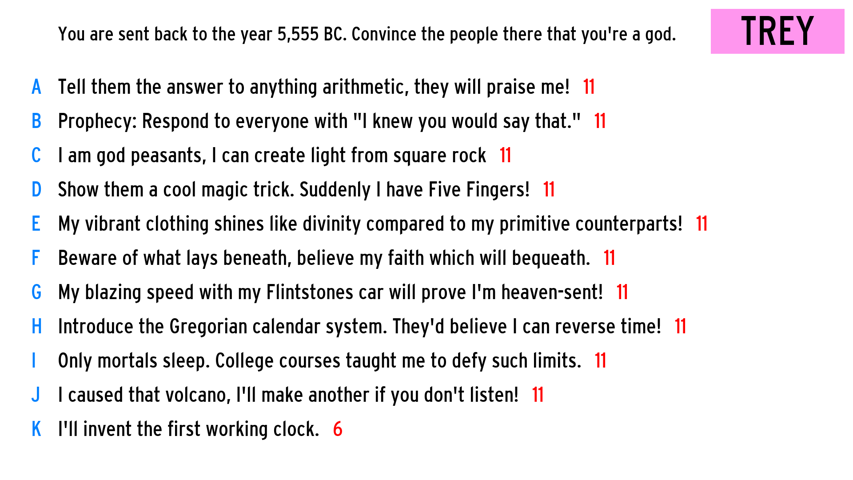 You are sent back to the year 5,555 BC. Convince the people there that you're a god.
TREY
A Tell them the answer to anything arithmetic, they will praise me! 11
B Prophecy: Respond to everyone with "I knew you would say that." 11
C I am god peasants, I can create light from square rock 11
D Show them a cool magic trick. Suddenly I have Five Fingers! 11
E My vibrant clothing shines like divinity compared to my primitive counterparts! 11
F Beware of what lays beneath, believe my faith which will bequeath. 11
G My blazing speed with my Flintstones car will prove I'm heaven-sent! 11
H Introduce the Gregorian calendar system. They'd believe I can reverse time! 11
I Only mortals sleep. College courses taught me to defy such limits. 11
J I caused that volcano, I'll make another if you don't listen! 11
K I'll invent the first working clock. 6